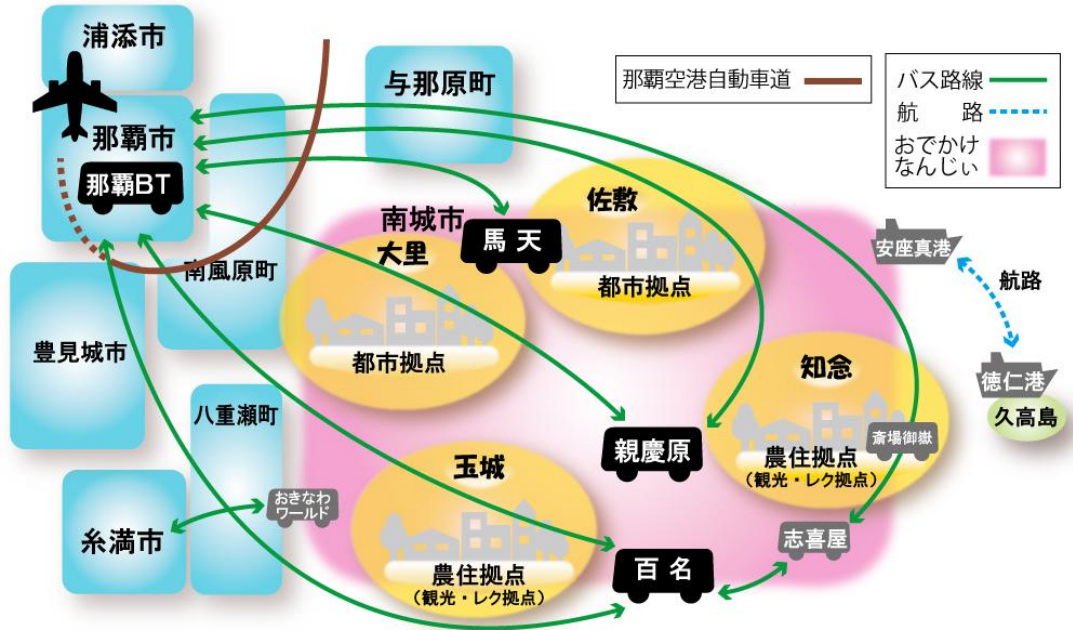 浦添市
那覇市
那覇BT
与那原町
那覇空港自動車道
バス路線
航 路
おでかけ
なんじぃ
南城市
大里
都市拠点
馬天
佐敷
都市拠点
安座真港
航路
徳仁港
久高島
南風原町
豊見城市
八重瀬町
知念
斎場御嶽
農住拠点
(観光・レク拠点)
親慶原
玉城
農住拠点
(観光・レク拠点)
おきなわ
ワールド
糸満市
百名
志喜屋